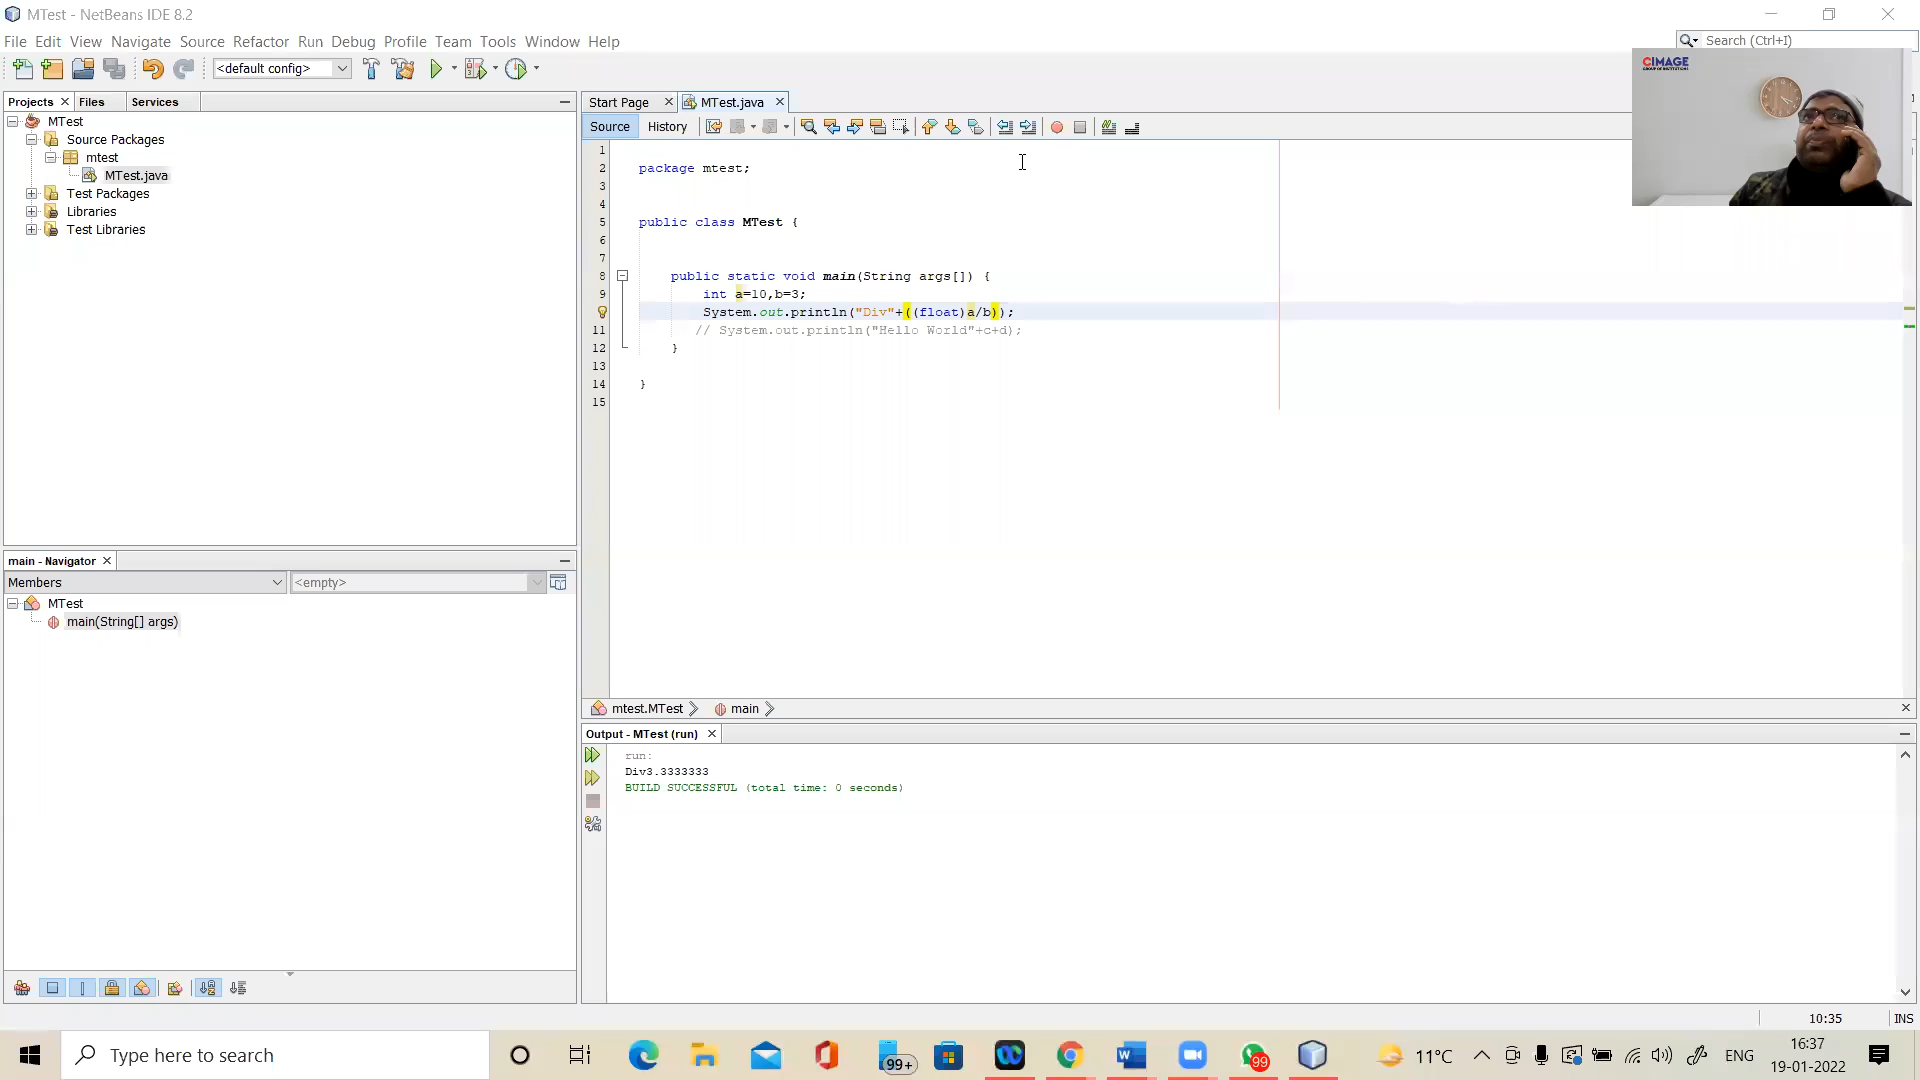 MTest - NetBeans IDE 8.2
File Edit View Navigate Source Refactor Run Debug Profile Team Tools Window Help
Search (Ctrl+I)
<default config>
CIMAGE
GROUP OF INSTITUTIONS
Projects Files Services
Start Page MTest.java
Source History
MTest
Source Packages
mtest
MTest.java
Test Packages
Libraries
Test Libraries
1
2 package mtest;
3
4
5 public class MTest {
6
7
8 public static void main(String args[]) {
9 int a=10,b=3;
System.out.println("Div"+((float)a/b));
11 // System.out.println("Hello World"+c+d);
12 }
13
14 }
15
main - Navigator
Members <empty>
MTest
main(String[] args)
mtest.MTest main
Output - MTest (run)
run:
Div3.3333333
BUILD SUCCESSFUL (total time: 0 seconds)
10:35 INS
Type here to search
99+
99
11°C
ENG
16:37
19-01-2022